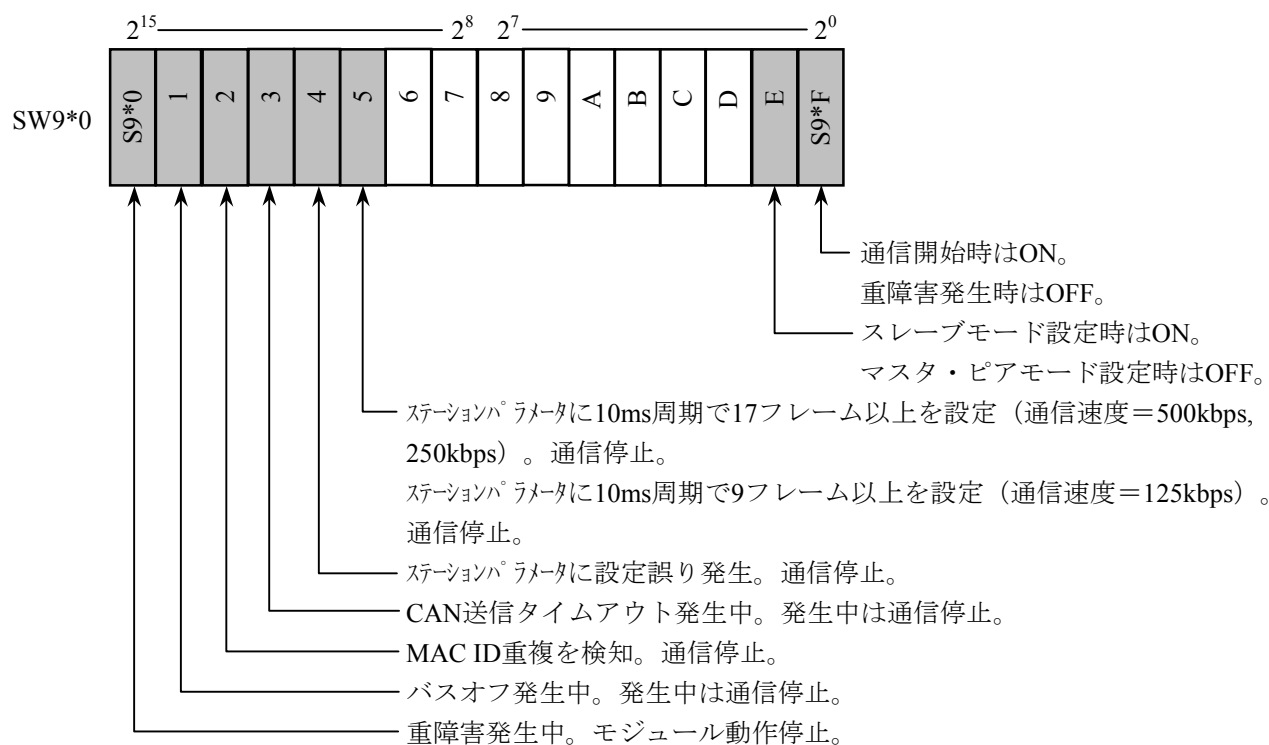 2¹⁵ 2⁸ 2⁷ 2⁰
SW9*0
S9*0 1 2 3 4 5 6 7 8 9 A B C D E S9*F
通信開始時はON。
重障害発生時はOFF。
スレーブモード設定時はON。
マスタ・ピアモード設定時はOFF。
ｽﾃｰｼｮﾝﾊﾟﾗﾒｰﾀに10ms周期で17フレーム以上を設定（通信速度＝500kbps,
250kbps）。通信停止。
ｽﾃｰｼｮﾝﾊﾟﾗﾒｰﾀに10ms周期で9フレーム以上を設定（通信速度＝125kbps）。
通信停止。
ｽﾃｰｼｮﾝﾊﾟﾗﾒｰﾀに設定誤り発生。通信停止。
CAN送信タイムアウト発生中。発生中は通信停止。
MAC ID重複を検知。通信停止。
バスオフ発生中。発生中は通信停止。
重障害発生中。モジュール動作停止。